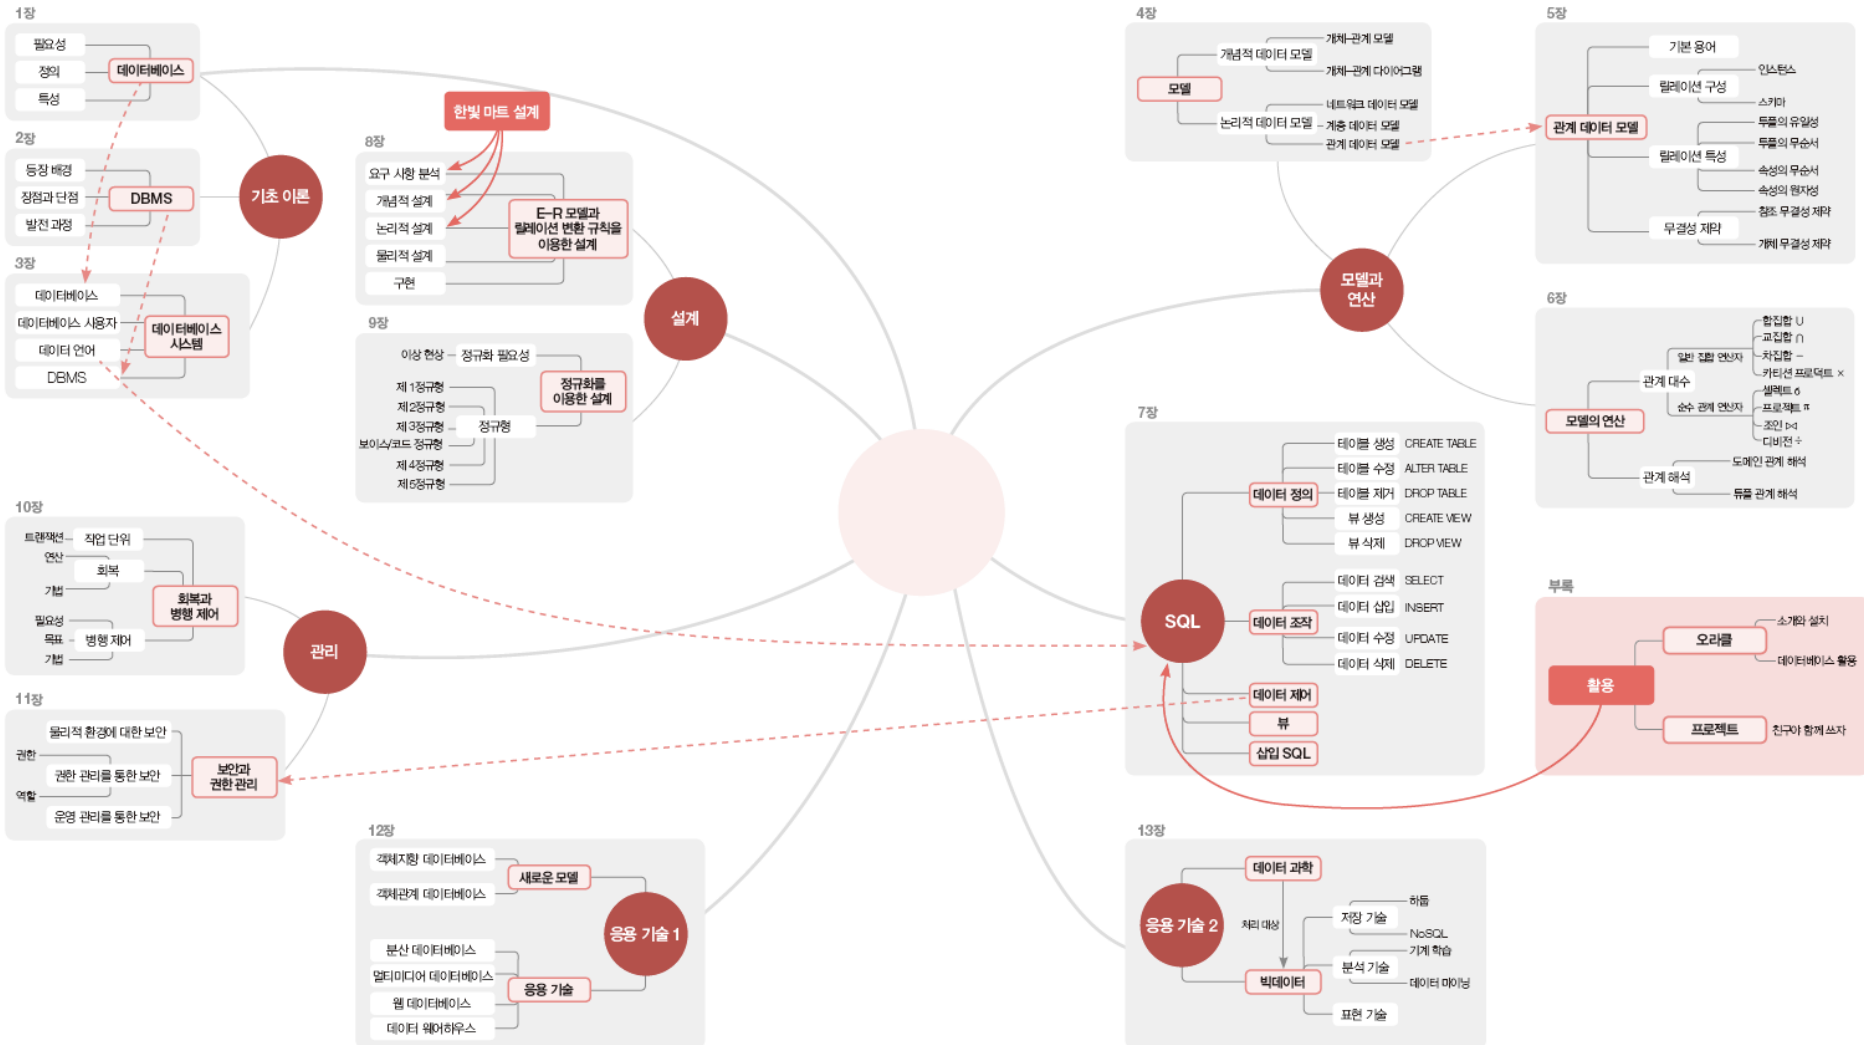 1장
필요성
정의
특성
데이터베이스
2장
등장 배경
장점과 단점
발전 과정
DBMS
3장
데이터베이스
데이터베이스 사용자
데이터 언어
DBMS
데이터베이스
시스템
기초 이론
한빛 마트 설계
8장
요구 사항 분석
개념적 설계
논리적 설계
물리적 설계
구현
E-R 모델과
릴레이션 변환 규칙을
이용한 설계
9장
이상 현상
정규화 필요성
제 1정규형
제 2정규형
제 3정규형
보이스/코드 정규형
제 4정규형
제 5정규형
정규형
정규화를
이용한 설계
설계
4장
모델
개념적 데이터 모델
개체-관계 모델
개체-관계 다이어그램
논리적 데이터 모델
네트워크 데이터 모델
계층 데이터 모델
관계 데이터 모델
5장
관계 데이터 모델
기본 용어
릴레이션 구성
인스턴스
스키마
릴레이션 특성
투플의 유일성
투플의 무순서
속성의 무순서
속성의 원자성
무결성 제약
참조 무결성 제약
개체 무결성 제약
모델과
연산
6장
모델의 연산
관계 대수
일반 집합 연산자
합집합 ∪
교집합 ∩
차집합 −
카티션 프로덕트 ×
순수 관계 연산자
셀렉트 б
프로젝트 π
조인 ⋈
디비전 ÷
관계 해석
도메인 관계 해석
튜플 관계 해석
7장
SQL
데이터 정의
테이블 생성 CREATE TABLE
테이블 수정 ALTER TABLE
테이블 제거 DROP TABLE
뷰 생성 CREATE VIEW
뷰 삭제 DROP VIEW
데이터 조작
데이터 검색 SELECT
데이터 삽입 INSERT
데이터 수정 UPDATE
데이터 삭제 DELETE
데이터 제어
뷰
삽입 SQL
부록
활용
오라클
소개와 설치
데이터베이스 활용
프로젝트
친구야 함께 쓰자
10장
트랜잭션
작업 단위
연산
회복
기법
필요성
목표
기법
병행 제어
회복과
병행 제어
관리
11장
물리적 환경에 대한 보안
권한
권한 관리를 통한 보안
역할
운영 관리를 통한 보안
보안과
권한 관리
12장
객체지향 데이터베이스
객체관계 데이터베이스
새로운 모델
분산 데이터베이스
멀티미디어 데이터베이스
웹 데이터베이스
데이터 웨어하우스
응용 기술
응용 기술 1
13장
응용 기술 2
데이터 과학
처리 대상
빅데이터
저장 기술
하둡
NoSQL
분석 기술
기계 학습
데이터 마이닝
표현 기술